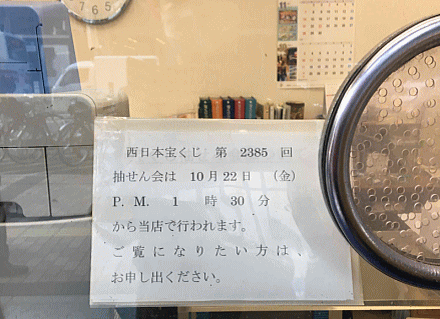 6 5
西日本宝くじ 第 2385 回
抽せん会は 10月22日 (金)
P. M. 1 時 30 分
から当店で行われます。
ご覧になりたい方は、
お申し出ください。